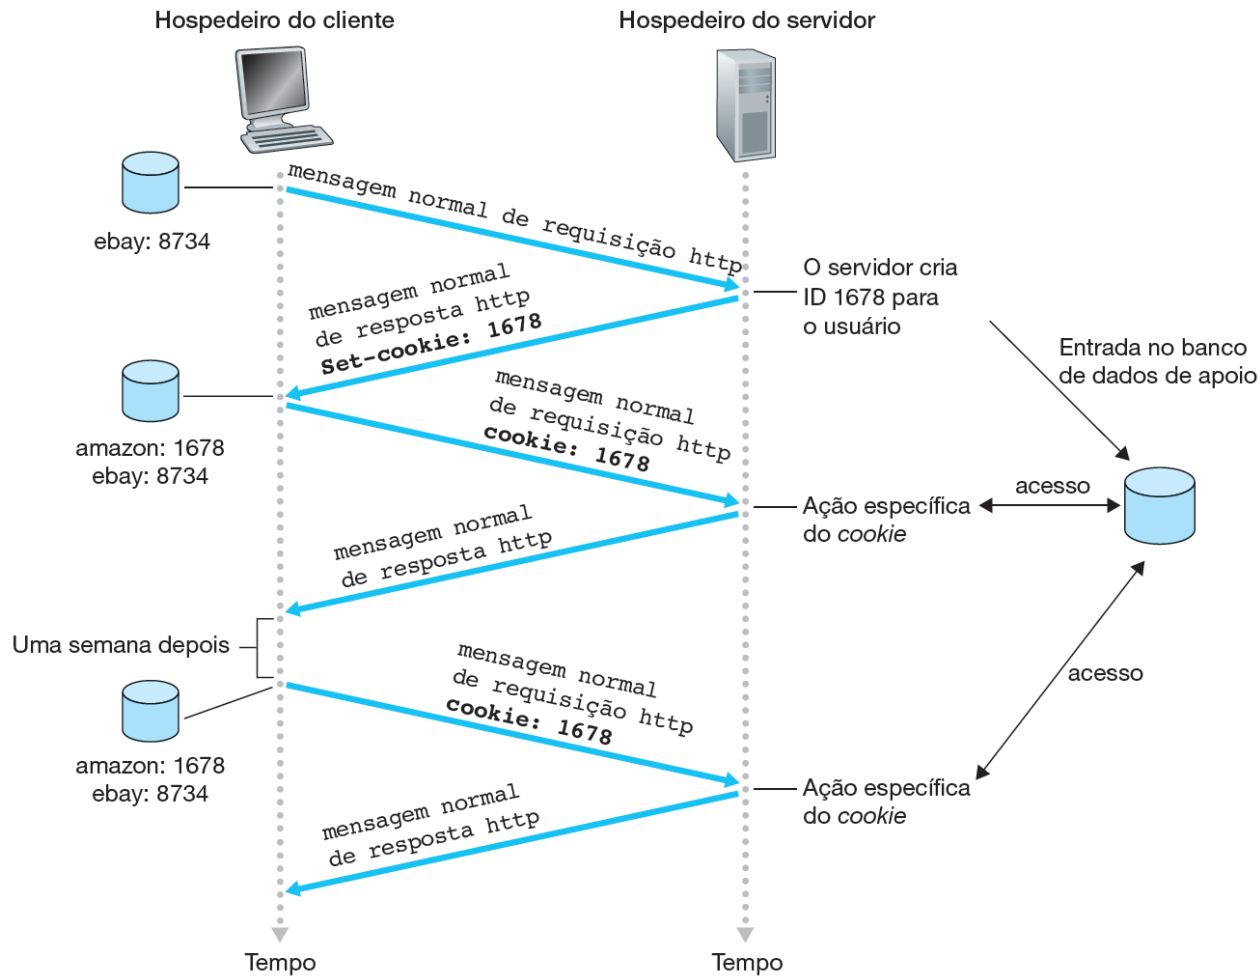 Hospedeiro do cliente
Hospedeiro do servidor
mensagem normal de requisição http
ebay: 8734
O servidor cria
ID 1678 para
o usuário
mensagem normal
de resposta http
Set-cookie: 1678
Entrada no banco
de dados de apoio
amazon: 1678
ebay: 8734
mensagem normal
de requisição http
cookie: 1678
acesso
Ação específica
do cookie
mensagem normal
de resposta http
Uma semana depois
mensagem normal
de requisição http
cookie: 1678
acesso
amazon: 1678
ebay: 8734
Ação específica
do cookie
mensagem normal
de resposta http
Tempo
Tempo